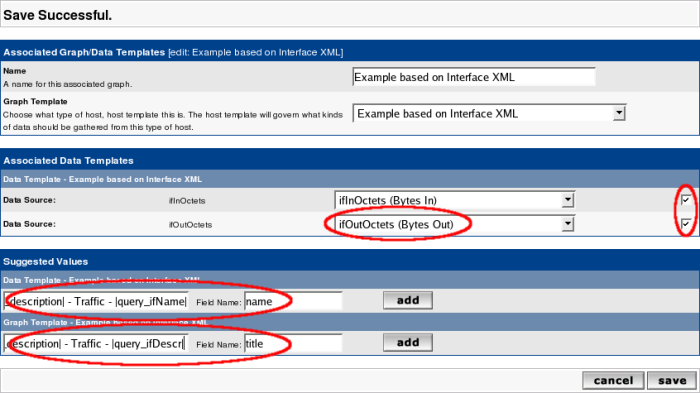 Save Successful.
Associated Graph/Data Templates [edit: Example based on Interface XML]
Name
A name for this associated graph.
Example based on Interface XML
Graph Template
Choose what type of host, host template this is. The host template will govern what kinds
of data should be gathered from this type of host.
Example based on Interface XML
Associated Data Templates
Data Template - Example based on Interface XML
Data Source: ifInOctets ifInOctets (Bytes In)
Data Source: ifOutOctets ifOutOctets (Bytes Out)
Suggested Values
Data Template - Example based on Interface XML
description| - Traffic - |query_ifName| Field Name: name add
Graph Template - Example based on Interface XML
description| - Traffic - |query_ifDescr| Field Name: title add
cancel save